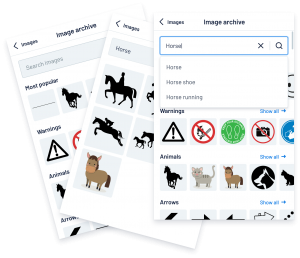 Images
Image archive
Search images
Most popular
Warnings
Animals
Arrows
Images
Horse
Images
Image archive
Horse
Horse
Horse shoe
Horse running
Warnings
Show all →
Animals
Show all →
Arrows
Show all →